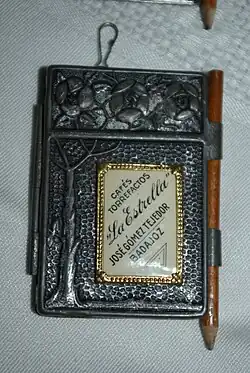 CAFÉS
TORREFACTOS
"La Estrella"
JOSÉ GÓMEZ TEJEDOR
BADAJOZ